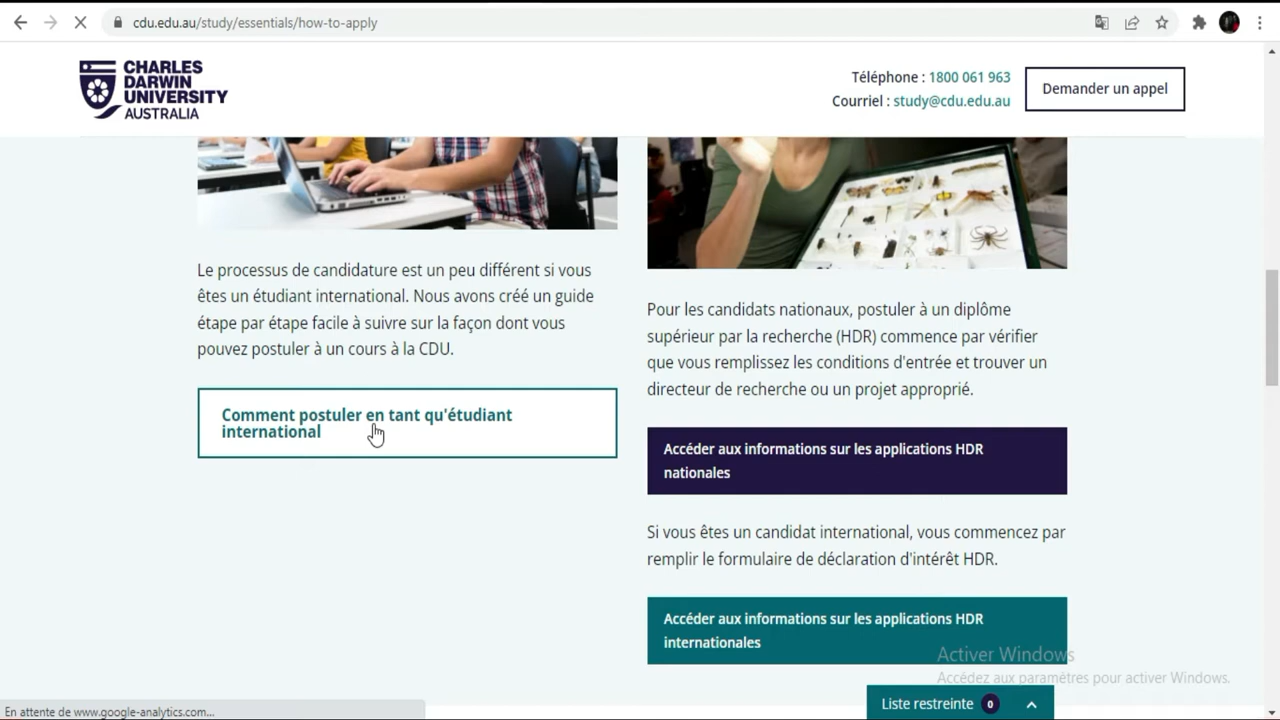 cdu.edu.au/study/essentials/how-to-apply
CHARLES
DARWIN
UNIVERSITY
AUSTRALIA
Téléphone : 1800 061 963
Courriel : study@cdu.edu.au
Demander un appel
Le processus de candidature est un peu différent si vous
êtes un étudiant international. Nous avons créé un guide
étape par étape facile à suivre sur la façon dont vous
pouvez postuler à un cours à la CDU.
Comment postuler en tant qu'étudiant
international
Pour les candidats nationaux, postuler à un diplôme
supérieur par la recherche (HDR) commence par vérifier
que vous remplissez les conditions d'entrée et trouver un
directeur de recherche ou un projet approprié.
Accéder aux informations sur les applications HDR
nationales
Si vous êtes un candidat international, vous commencez par
remplir le formulaire de déclaration d'intérêt HDR.
Accéder aux informations sur les applications HDR
internationales
Activer Windows
Accédez aux paramètres pour activer Windows.
Liste restreinte 0
En attente de www.google-analytics.com...